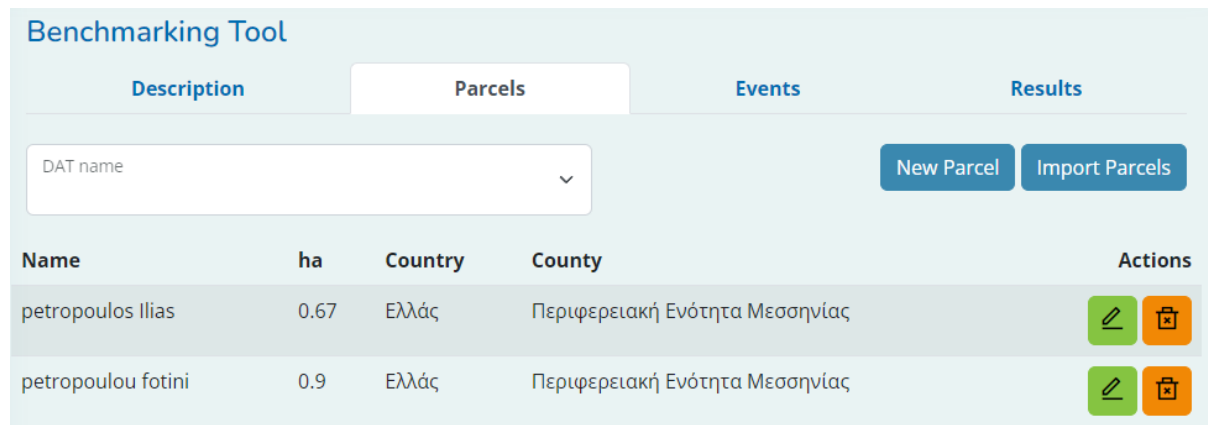 Benchmarking Tool
Description Parcels Events Results
DAT name
New Parcel Import Parcels
Name ha Country County Actions
petropoulos Ilias 0.67 Ελλάς Περιφερειακή Ενότητα Μεσσηνίας
petropoulou fotini 0.9 Ελλάς Περιφερειακή Ενότητα Μεσσηνίας